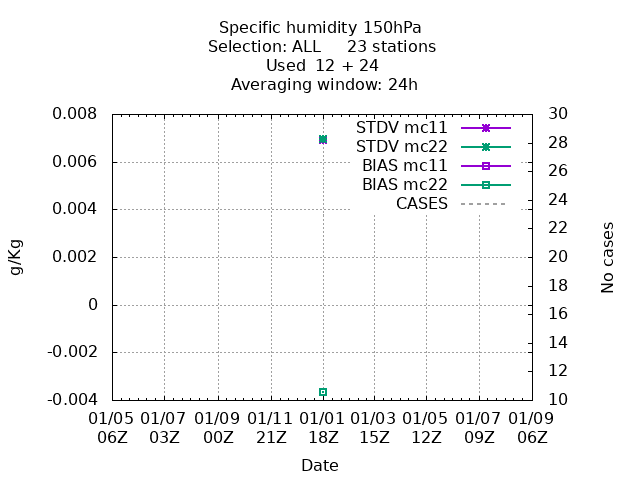 Specific humidity 150hPa
Selection: ALL     23 stations
Used  12 + 24
Averaging window: 24h
0.008
0.006
0.004
0.002
0
-0.002
-0.004
g/Kg
STDV mc11
STDV mc22
BIAS mc11
BIAS mc22
CASES
30
28
26
24
22
20
18
16
14
12
10
No cases
01/05 01/07 01/09 01/11 01/01 01/03 01/05 01/07 01/09
06Z 03Z 00Z 21Z 18Z 15Z 12Z 09Z 06Z
Date